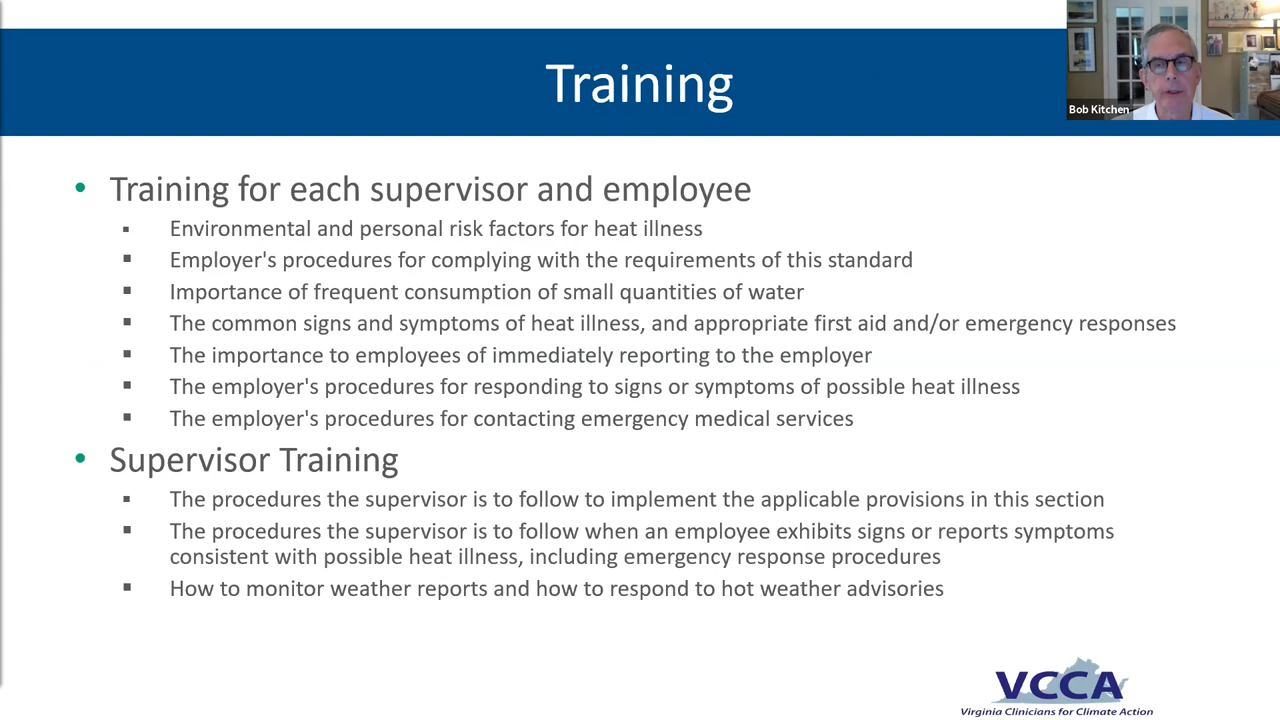 Training
Bob Kitchen
Training for each supervisor and employee
Environmental and personal risk factors for heat illness
Employer's procedures for complying with the requirements of this standard
Importance of frequent consumption of small quantities of water
The common signs and symptoms of heat illness, and appropriate first aid and/or emergency responses
The importance to employees of immediately reporting to the employer
The employer's procedures for responding to signs or symptoms of possible heat illness
The employer's procedures for contacting emergency medical services
Supervisor Training
The procedures the supervisor is to follow to implement the applicable provisions in this section
The procedures the supervisor is to follow when an employee exhibits signs or reports symptoms
consistent with possible heat illness, including emergency response procedures
How to monitor weather reports and how to respond to hot weather advisories
VCCA
Virginia Clinicians for Climate Action